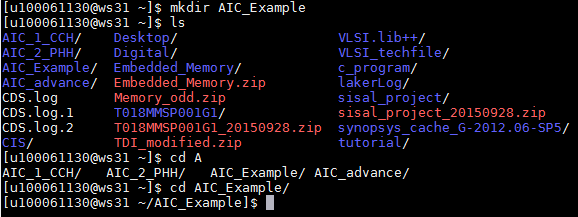 [u100061130@ws31 ~]$ mkdir AIC_Example
[u100061130@ws31 ~]$ ls
AIC_1_CCH/ Desktop/ VLSI.lib++/
AIC_2_PHH/ Digital/ VLSI_techfile/
AIC_Example/ Embedded_Memory/ c_program/
AIC_advance/ Embedded_Memory.zip lakerLog/
CDS.log Memory_odd.zip sisal_project/
CDS.log.1 T018MMSP001G1/ sisal_project_20150928.zip
CDS.log.2 T018MMSP001G1_20150928.zip synopsys_cache_G-2012.06-SP5/
CIS/ TDI_modified.zip tutorial/
[u100061130@ws31 ~]$ cd A
AIC_1_CCH/ AIC_2_PHH/ AIC_Example/ AIC_advance/
[u100061130@ws31 ~]$ cd AIC_Example/
[u100061130@ws31 ~/AIC_Example]$